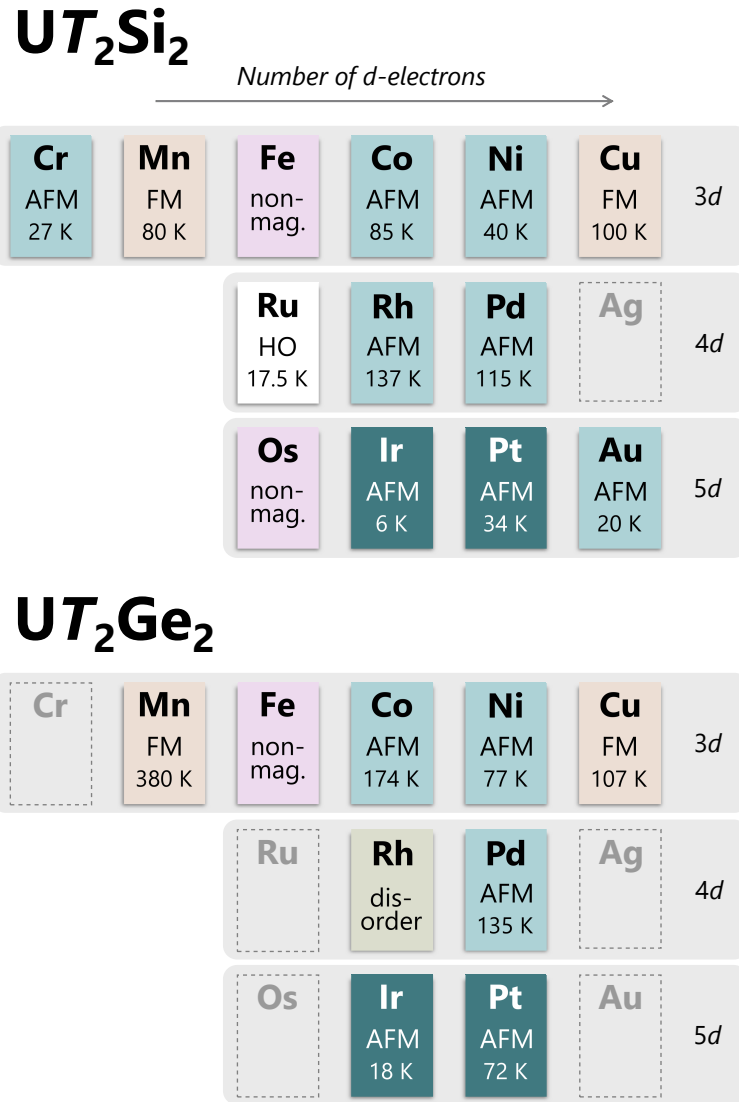 UT2Si2
Number of d-electrons
Cr Mn Fe Co Ni Cu
AFM FM non-mag. AFM AFM FM 3d
27 K 80 K 85 K 40 K 100 K
Ru Rh Pd Ag
HO AFM AFM 4d
17.5 K 137 K 115 K
Os Ir Pt Au
non-mag. AFM AFM AFM 5d
6 K 34 K 20 K
UT2Ge2
Cr Mn Fe Co Ni Cu
FM non-mag. AFM AFM FM 3d
380 K 174 K 77 K 107 K
Ru Rh Pd Ag
dis-order AFM 4d
135 K
Os Ir Pt Au
AFM AFM 5d
18 K 72 K